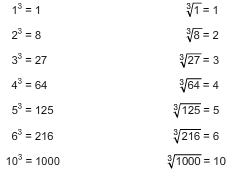 1³ = 1 ∛1 = 1
2³ = 8 ∛8 = 2
3³ = 27 ∛27 = 3
4³ = 64 ∛64 = 4
5³ = 125 ∛125 = 5
6³ = 216 ∛216 = 6
10³ = 1000 ∛1000 = 10